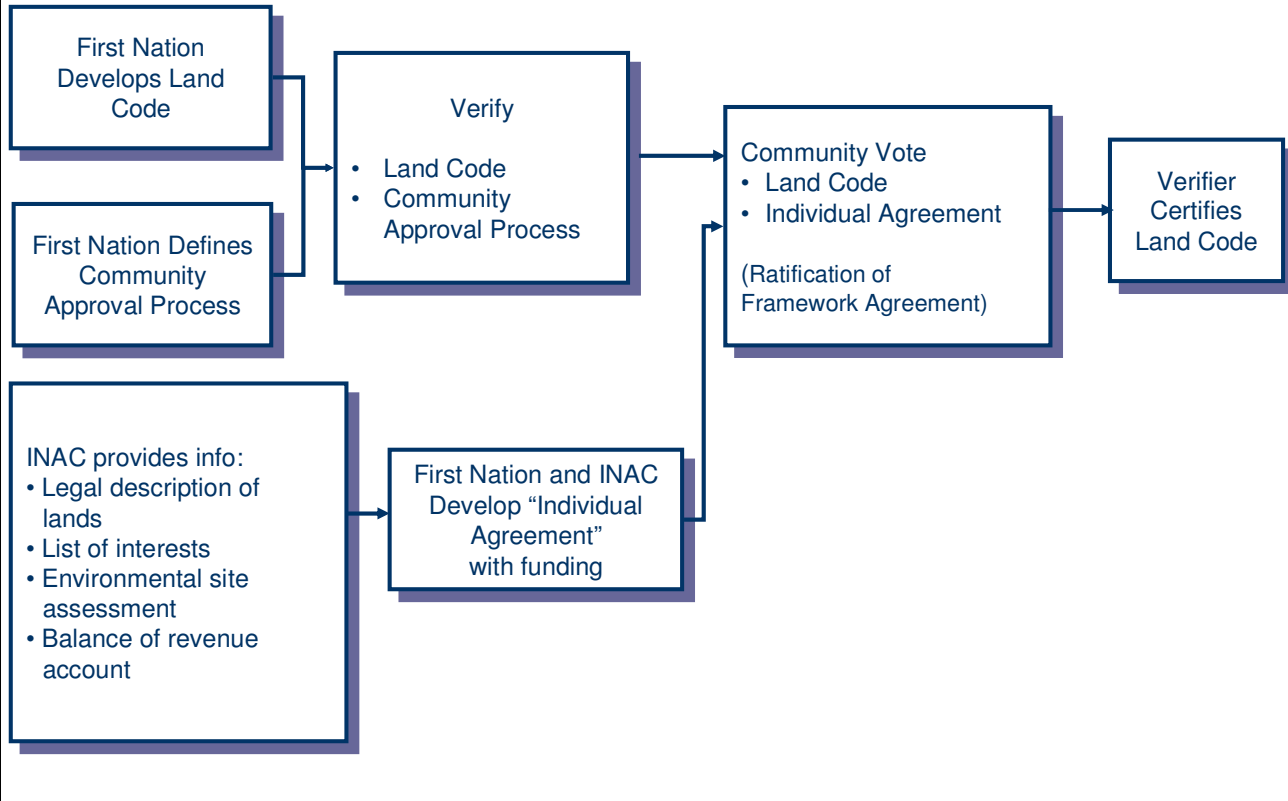 First Nation
Develops Land
Code
First Nation Defines
Community
Approval Process
Verify
• Land Code
• Community
Approval Process
Community Vote
• Land Code
• Individual Agreement
(Ratification of
Framework Agreement)
Verifier
Certifies
Land Code
INAC provides info:
• Legal description of
lands
• List of interests
• Environmental site
assessment
• Balance of revenue
account
First Nation and INAC
Develop “Individual
Agreement”
with funding